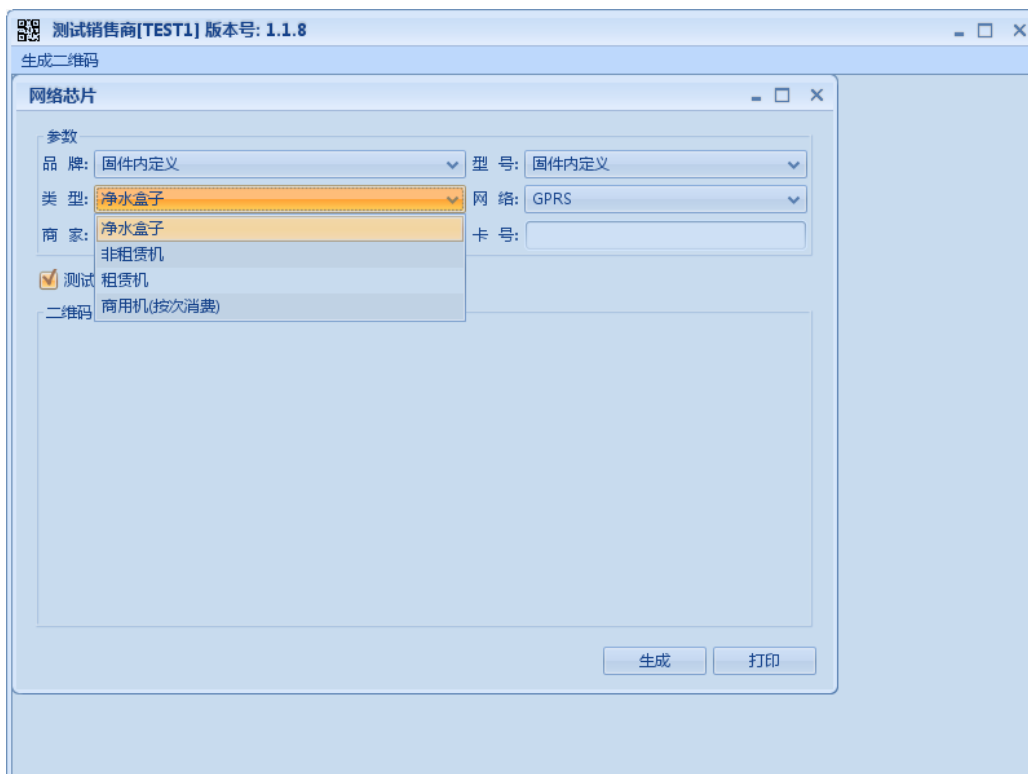 测试销售商[TEST1] 版本号: 1.1.8
生成二维码
网络芯片
参数
品 牌: 固件内定义 型 号: 固件内定义
类 型: 净水盒子 网 络: GPRS
商 家: 卡 号:
净水盒子
非租赁机
租赁机
商用机(按次消费)
测试
二维码
生成 打印